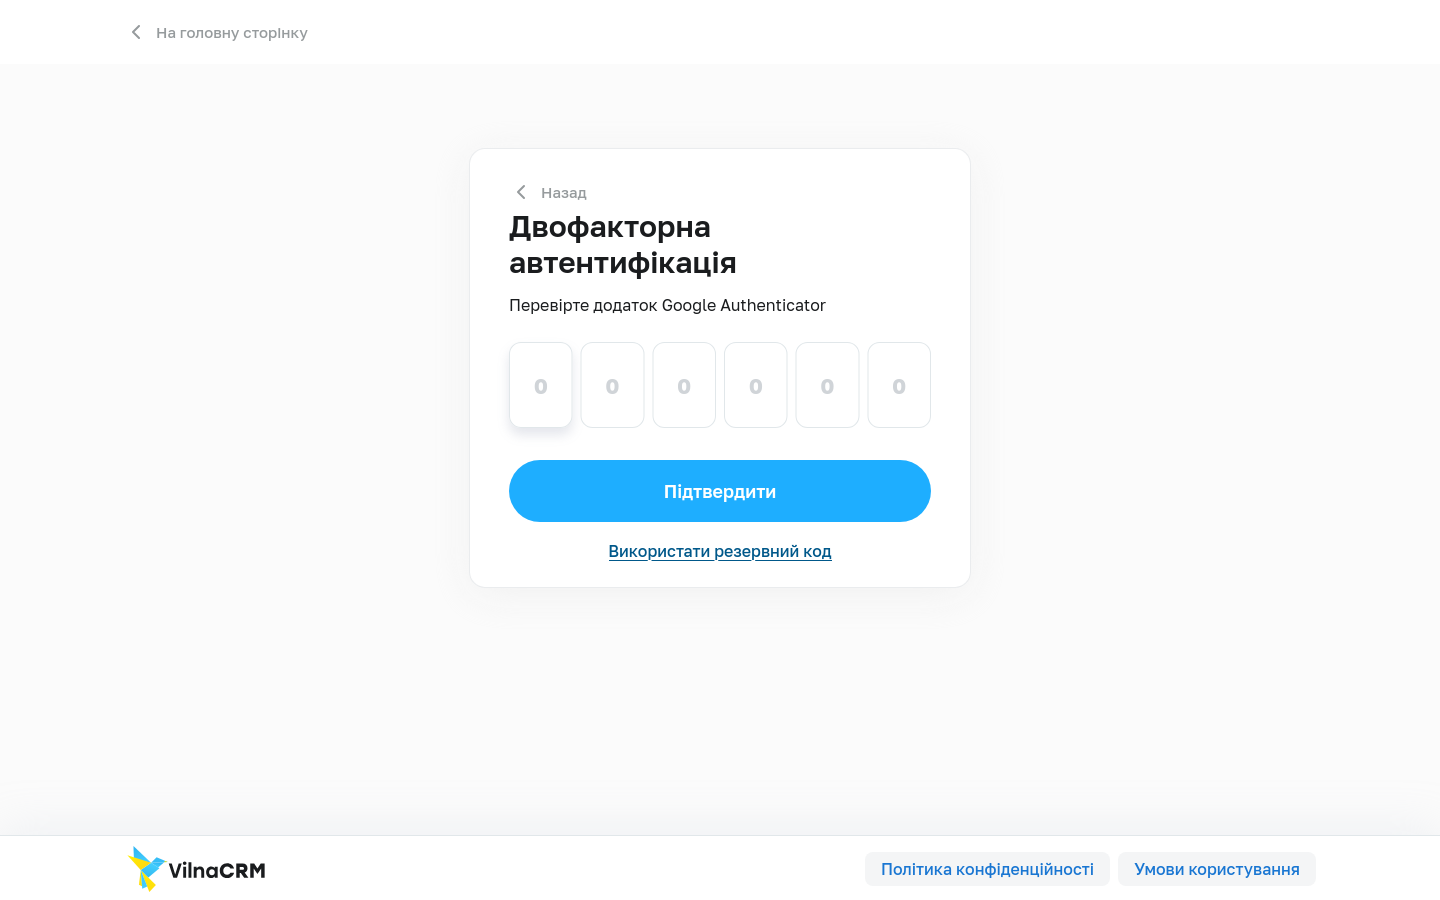 На головну сторінку
Назад
Двофакторна
автентифікація
Перевірте додаток Google Authenticator
0 0 0 0 0 0
Підтвердити
Використати резервний код
VilnaCRM
Політика конфіденційності
Умови користування